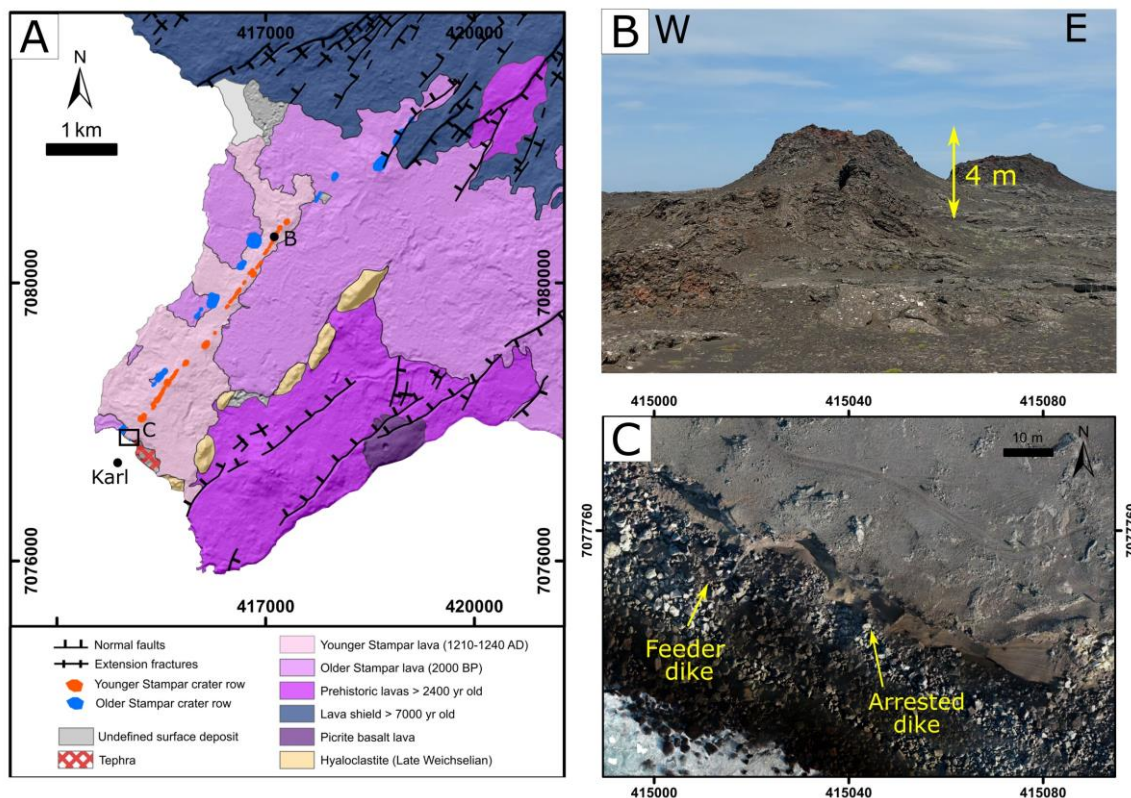 A
N
1 km
417000
420000
7080000
7080000
B
C
Karl
7076000
7076000
417000
420000
Normal faults
Extension fractures
Younger Stampar crater row
Older Stampar crater row
Undefined surface deposit
Tephra
Younger Stampar lava (1210-1240 AD)
Older Stampar lava (2000 BP)
Prehistoric lavas > 2400 yr old
Lava shield > 7000 yr old
Picrite basalt lava
Hyaloclastite (Late Weichselian)
B W
E
4 m
415000
415040
415080
C
10 m
N
7077760
7077760
Feeder
dike
Arrested
dike
415000
415040
415080